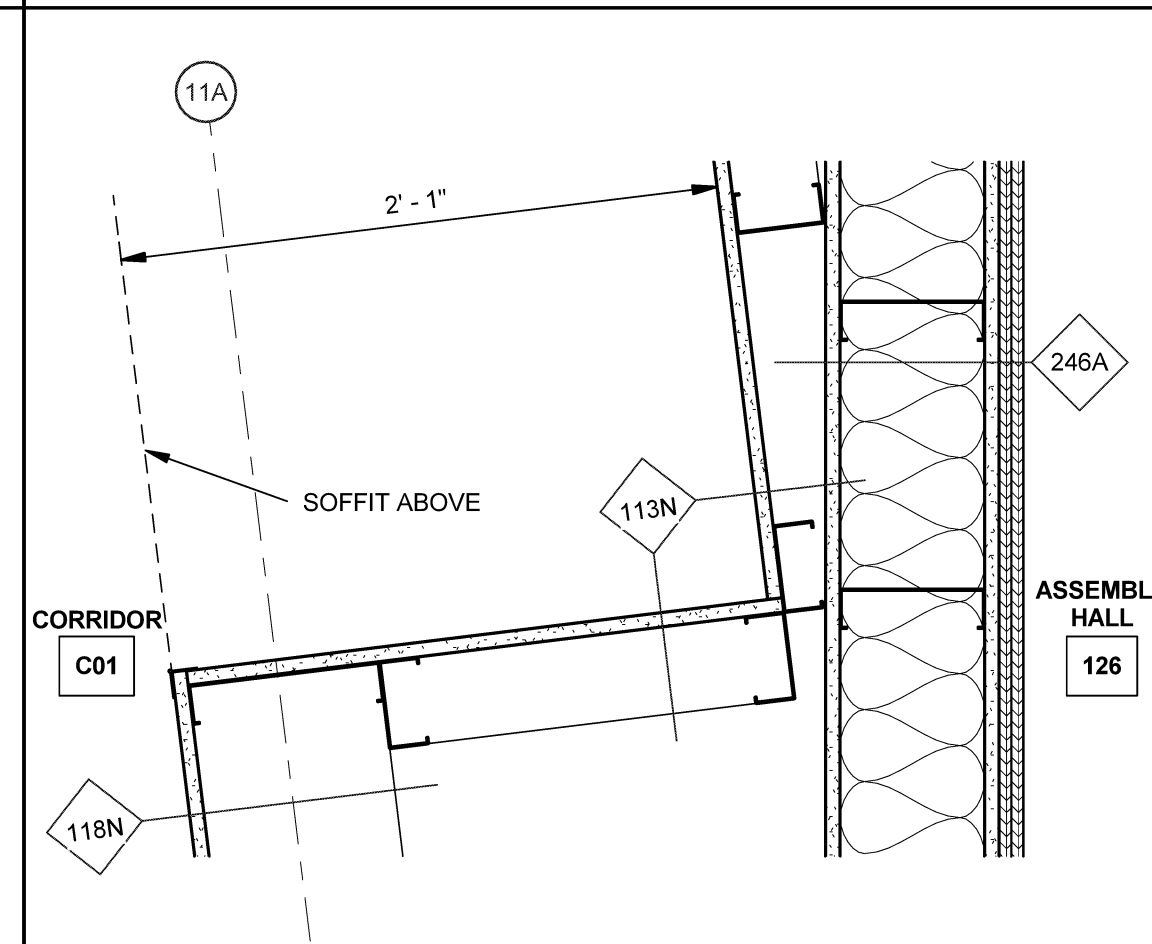 11A
2' - 1"
246A
SOFFIT ABOVE
113N
CORRIDOR
C01
ASSEMBL
HALL
126
118N